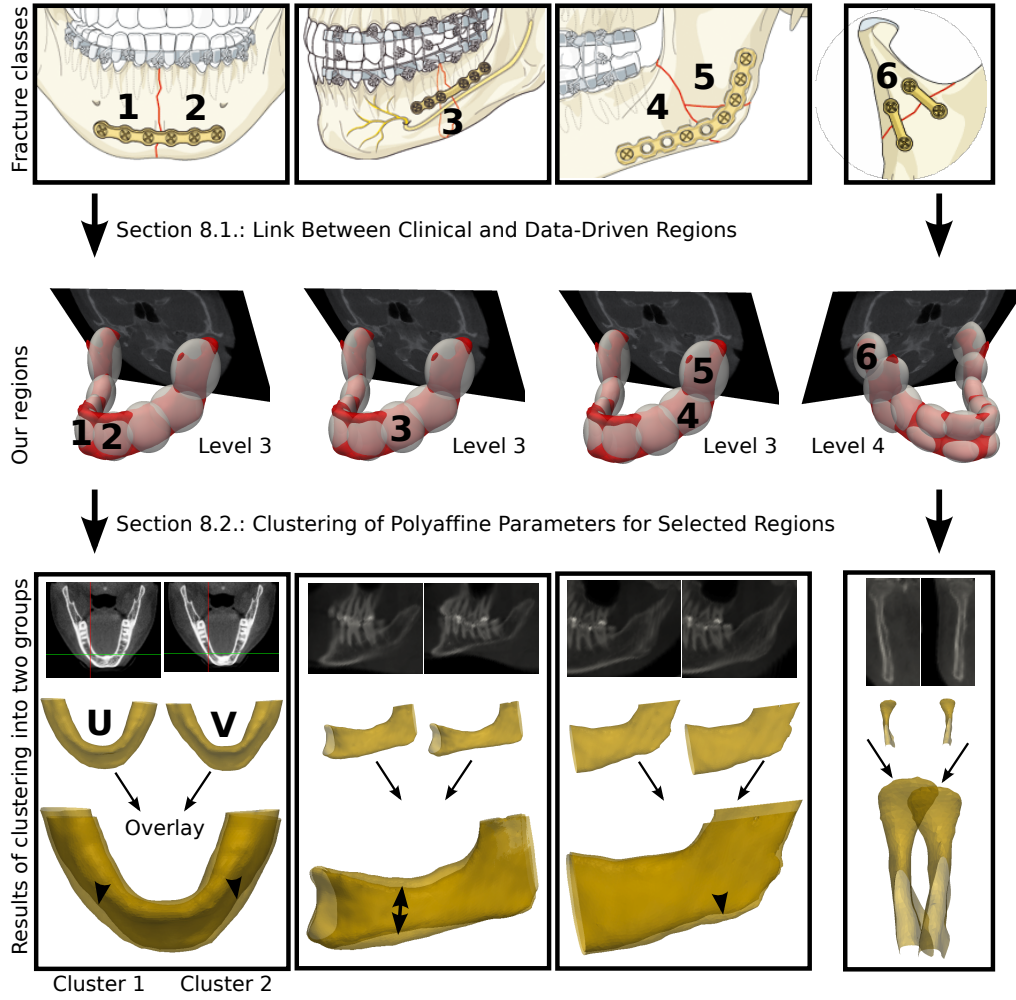 Fracture classes
1 2
3
4 5
6
Section 8.1.: Link Between Clinical and Data-Driven Regions
Our regions
1 2
Level 3
3
Level 3
4 5
Level 3
6
Level 4
Section 8.2.: Clustering of Polyaffine Parameters for Selected Regions
Results of clustering into two groups
U V
Overlay
Cluster 1 Cluster 2